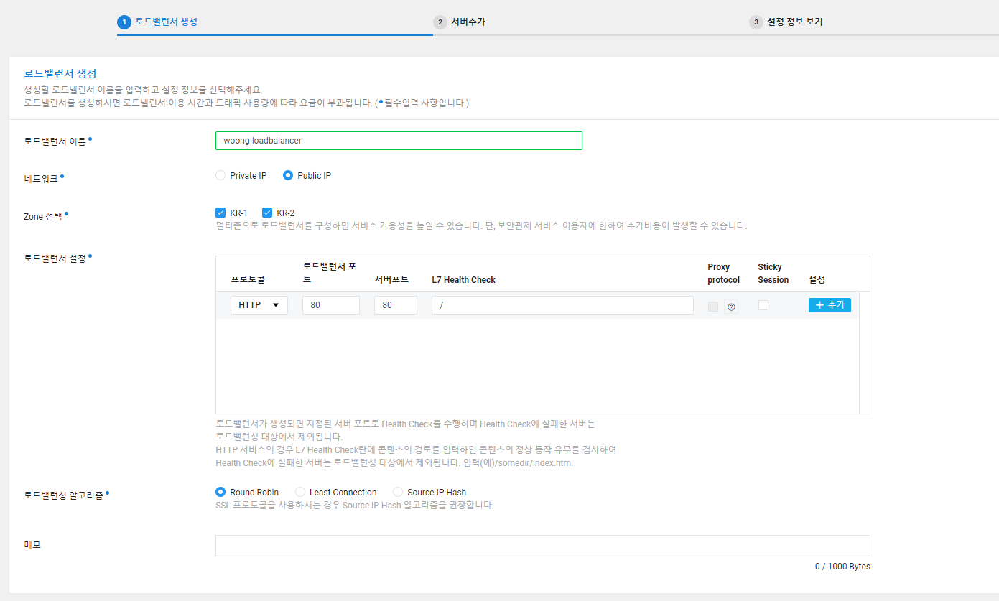 1 로드밸런서 생성
2 서버추가
3 설정 정보 보기
로드밸런서 생성
생성할 로드밸런서 이름을 입력하고 설정 정보를 선택해주세요.
로드밸런서를 생성하시면 로드밸런서 이용 시간과 트래픽 사용량에 따라 요금이 부과됩니다. (●필수입력 사항입니다.)
로드밸런서 이름●
woong-loadbalancer
네트워크●
Private IP
Public IP
Zone 선택●
KR-1
KR-2
멀티존으로 로드밸런서를 구성하면 서비스 가용성을 높일 수 있습니다. 단, 보안관제 서비스 이용자에 한하여 추가비용이 발생할 수 있습니다.
로드밸런서 설정●
프로토콜
로드밸런서 포
트
서버포트
L7 Health Check
Proxy
protocol
Sticky
Session
설정
HTTP
80
80
/
?
+ 추가
로드밸런서가 생성되면 지정된 서버 포트로 Health Check를 수행하며 Health Check에 실패한 서버는
로드밸런싱 대상에서 제외됩니다.
HTTP 서비스의 경우 L7 Health Check란에 콘텐츠의 경로를 입력하면 콘텐츠의 정상 동작 유무를 검사하여
Health Check에 실패한 서버는 로드밸런싱 대상에서 제외됩니다. 입력(예)/somedir/index.html
로드밸런싱 알고리즘●
Round Robin
Least Connection
Source IP Hash
SSL 프로토콜을 사용하시는 경우 Source IP Hash 알고리즘을 권장합니다.
메모
0 / 1000 Bytes